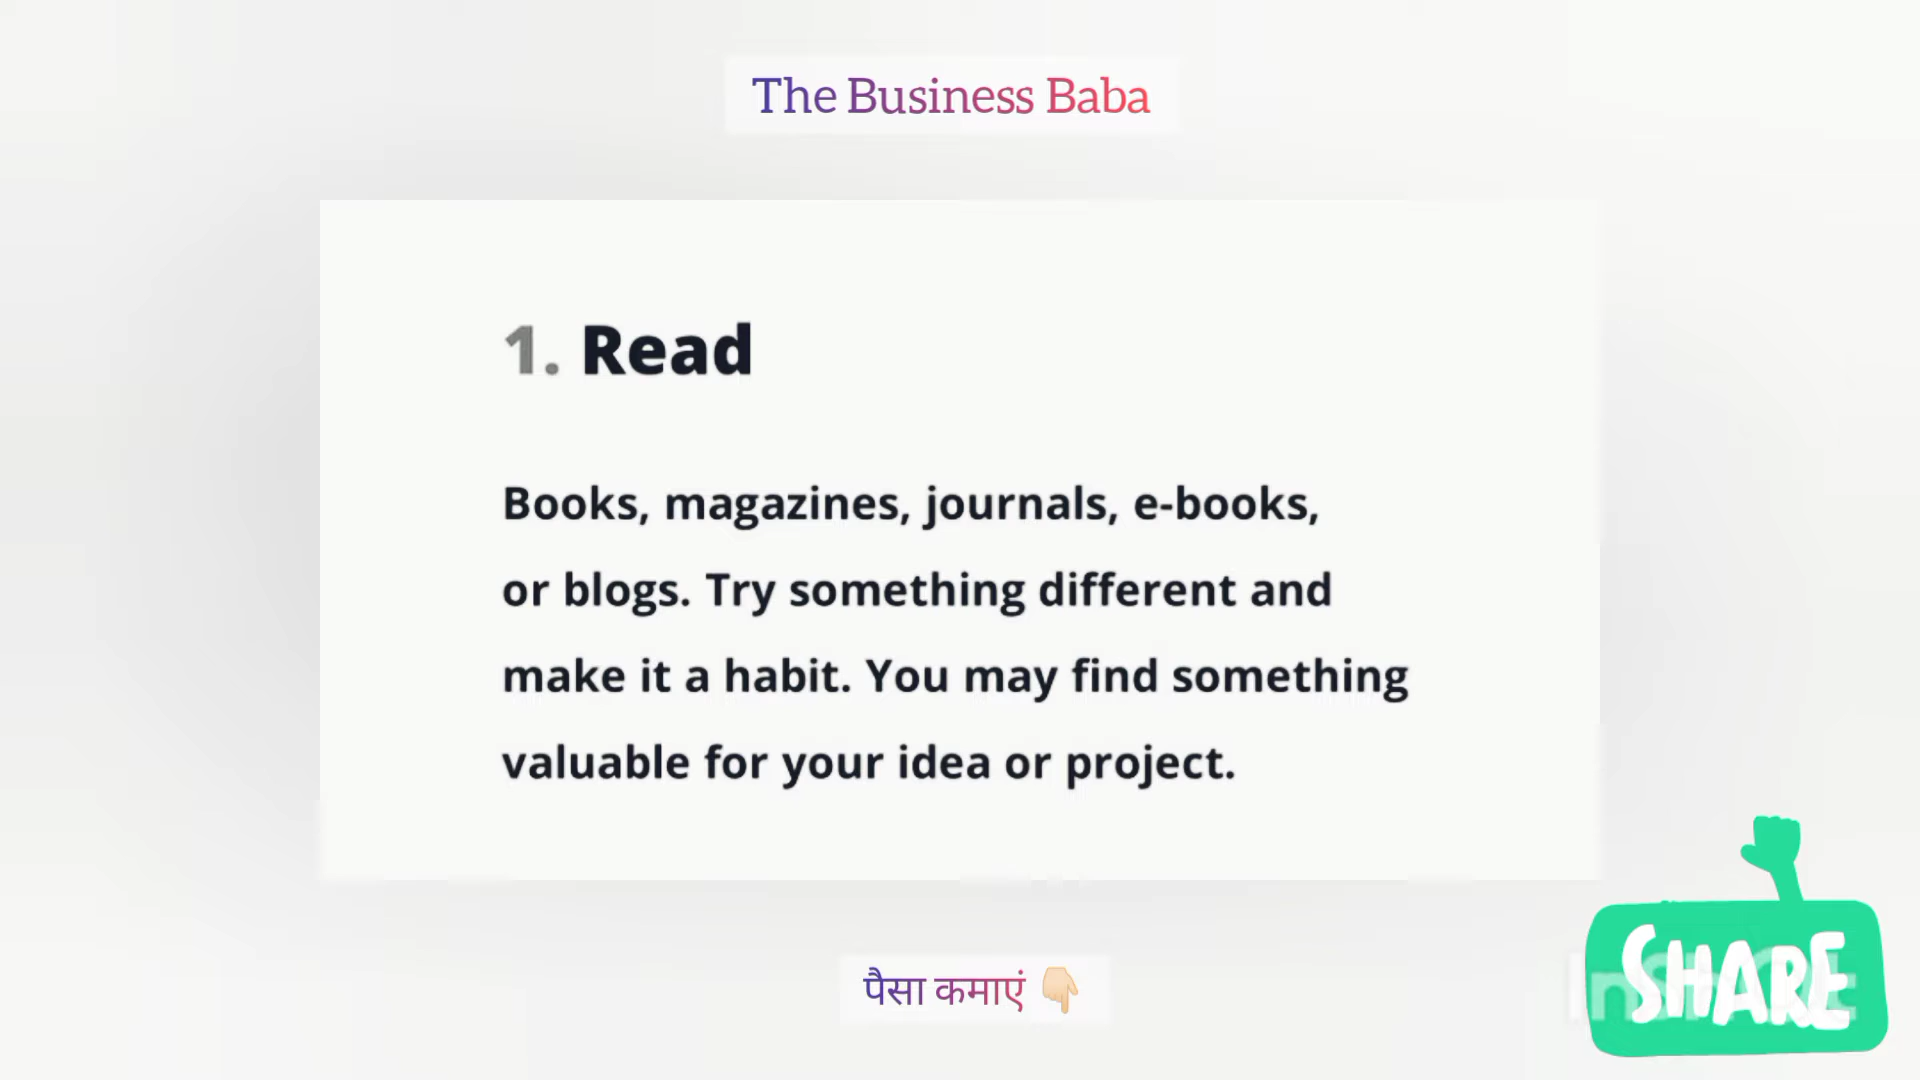 The Business Baba
1. Read
Books, magazines, journals, e-books,
or blogs. Try something different and
make it a habit. You may find something
valuable for your idea or project.
पैसा कमाएं 👇🏻
SHARE